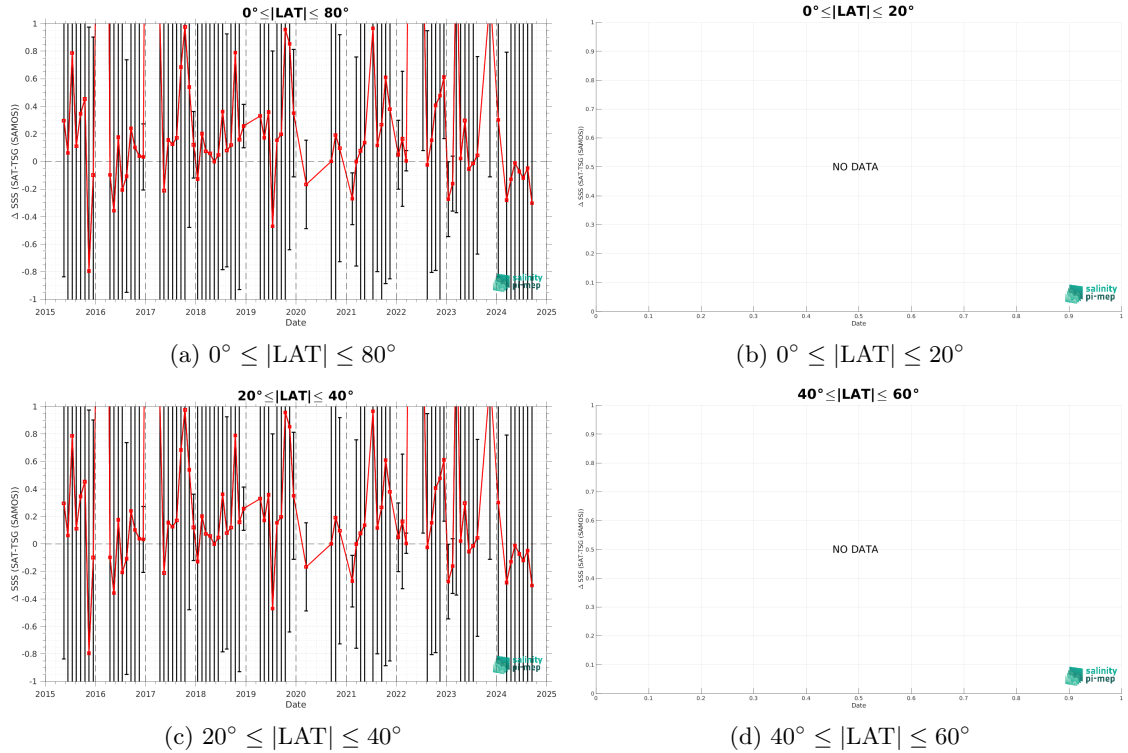 0°≤|LAT|≤ 80°
Δ SSS (SAT-TSG (SAMOS))
1
0.8
0.6
0.4
0.2
0
-0.2
-0.4
-0.6
-0.8
-1
2015 2016 2017 2018 2019 2020 2021 2022 2023 2024 2025
Date
salinity
pi-mep
(a) 0° ≤ |LAT| ≤ 80°
0°≤|LAT|≤ 20°
Δ SSS (SAT-TSG (SAMOS))
1
0.9
0.8
0.7
0.6
0.5
0.4
0.3
0.2
0.1
0
NO DATA
0 0.1 0.2 0.3 0.4 0.5 0.6 0.7 0.8 0.9 1
Date
salinity
pi-mep
(b) 0° ≤ |LAT| ≤ 20°
20°≤|LAT|≤ 40°
Δ SSS (SAT-TSG (SAMOS))
1
0.8
0.6
0.4
0.2
0
-0.2
-0.4
-0.6
-0.8
-1
2015 2016 2017 2018 2019 2020 2021 2022 2023 2024 2025
Date
salinity
pi-mep
(c) 20° ≤ |LAT| ≤ 40°
40°≤|LAT|≤ 60°
Δ SSS (SAT-TSG (SAMOS))
1
0.9
0.8
0.7
0.6
0.5
0.4
0.3
0.2
0.1
0
NO DATA
0 0.1 0.2 0.3 0.4 0.5 0.6 0.7 0.8 0.9 1
Date
salinity
pi-mep
(d) 40° ≤ |LAT| ≤ 60°